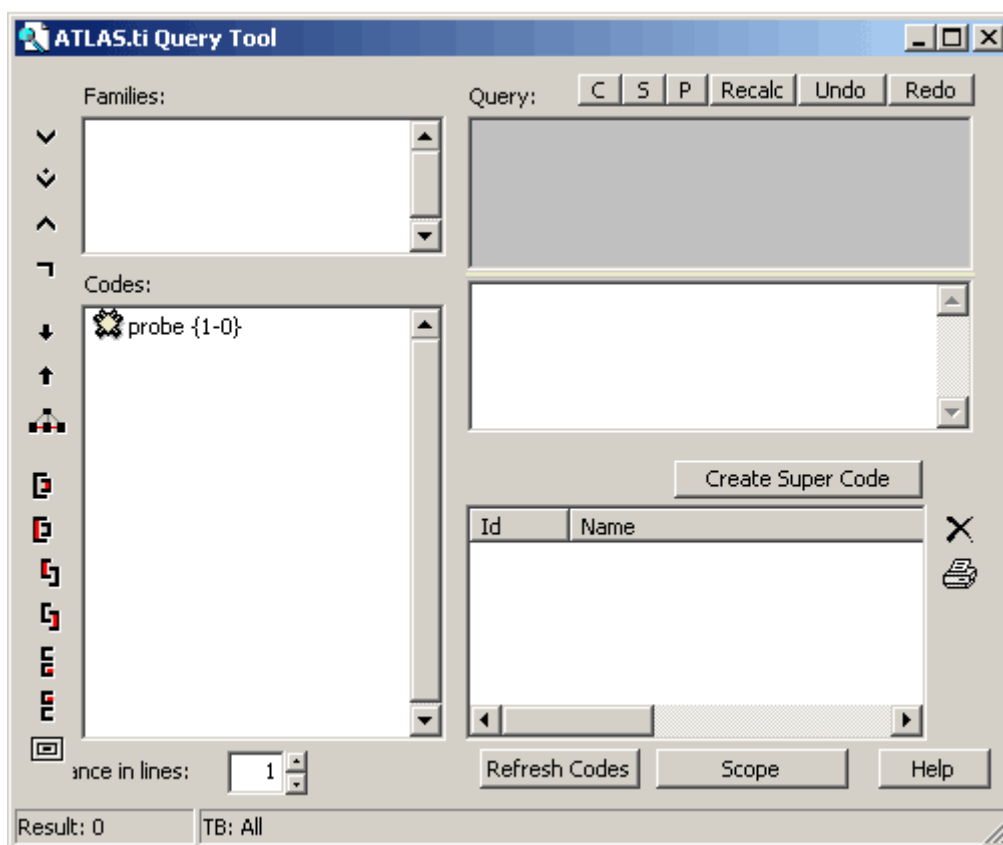 ATLAS.ti Query Tool
Families:
Query:
C
S
P
Recalc
Undo
Redo
Codes:
probe {1-0}
Create Super Code
Id
Name
ance in lines:
1
Refresh Codes
Scope
Help
Result: 0
TB: All